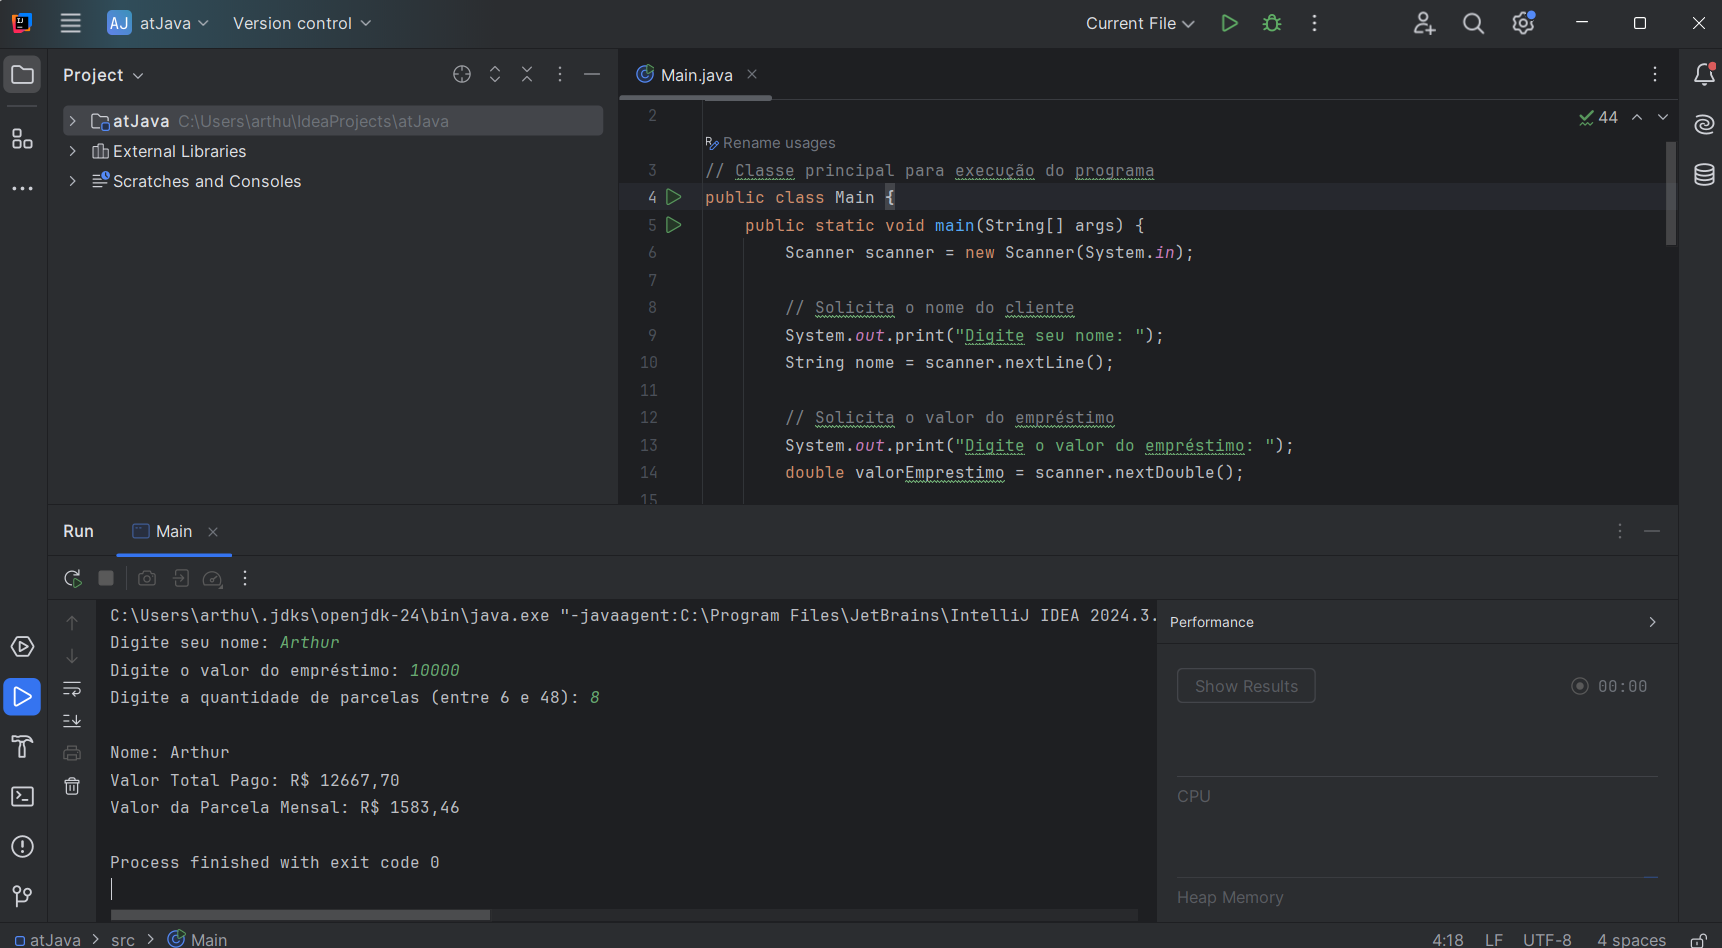 AJ atJava Version control Current File
Project
atJava C:\Users\arthu\IdeaProjects\atJava
External Libraries
Scratches and Consoles
Main.java
44
2
Rename usages
3 // Classe principal para execução do programa
4 public class Main {
5 public static void main(String[] args) {
6 Scanner scanner = new Scanner(System.in);
7
8 // Solicita o nome do cliente
9 System.out.print("Digite seu nome: ");
10 String nome = scanner.nextLine();
11
12 // Solicita o valor do empréstimo
13 System.out.print("Digite o valor do empréstimo: ");
14 double valorEmprestimo = scanner.nextDouble();
15
Run Main
C:\Users\arthu\.jdks\openjdk-24\bin\java.exe "-javaagent:C:\Program Files\JetBrains\IntelliJ IDEA 2024.3.
Digite seu nome: Arthur
Digite o valor do empréstimo: 10000
Digite a quantidade de parcelas (entre 6 e 48): 8
Nome: Arthur
Valor Total Pago: R$ 12667,70
Valor da Parcela Mensal: R$ 1583,46
Process finished with exit code 0
Performance
Show Results 00:00
CPU
Heap Memory
atJava > src > Main 4:18 LF UTF-8 4 spaces